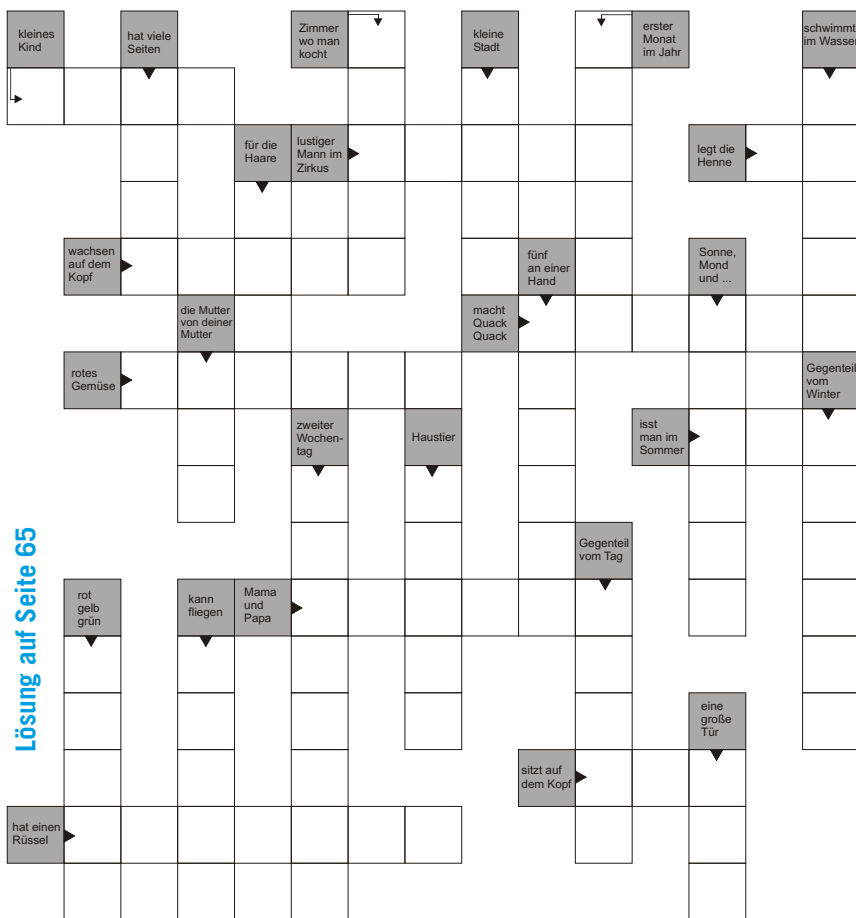 kleines
Kind
hat viele
Seiten
Zimmer
wo man
kocht
kleine
Stadt
erster
Monat
im Jahr
schwimmt
im Wasser
für die
Haare
lustiger
Mann im
Zirkus
legt die
Henne
wachsen
auf dem
Kopf
fünf
an einer
Hand
Sonne,
Mond
und ...
die Mutter
von deiner
Mutter
macht
Quack
Quack
rotes
Gemüse
Gegenteil
vom
Winter
zweiter
Wochen-
tag
Haustier
isst
man im
Sommer
Gegenteil
vom Tag
Lösung auf Seite 65
rot
gelb
grün
kann
fliegen
Mama
und
Papa
eine
große
Tür
sitzt auf
dem Kopf
hat einen
Rüssel